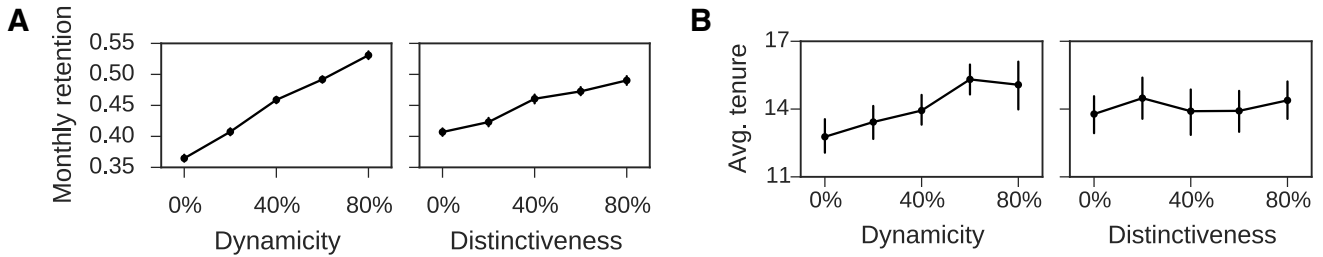 A
Monthly retention
0.55
0.50
0.45
0.40
0.35
0% 40% 80%
Dynamicity
0% 40% 80%
Distinctiveness
B
Avg. tenure
17
14
11
0% 40% 80%
Dynamicity
0% 40% 80%
Distinctiveness